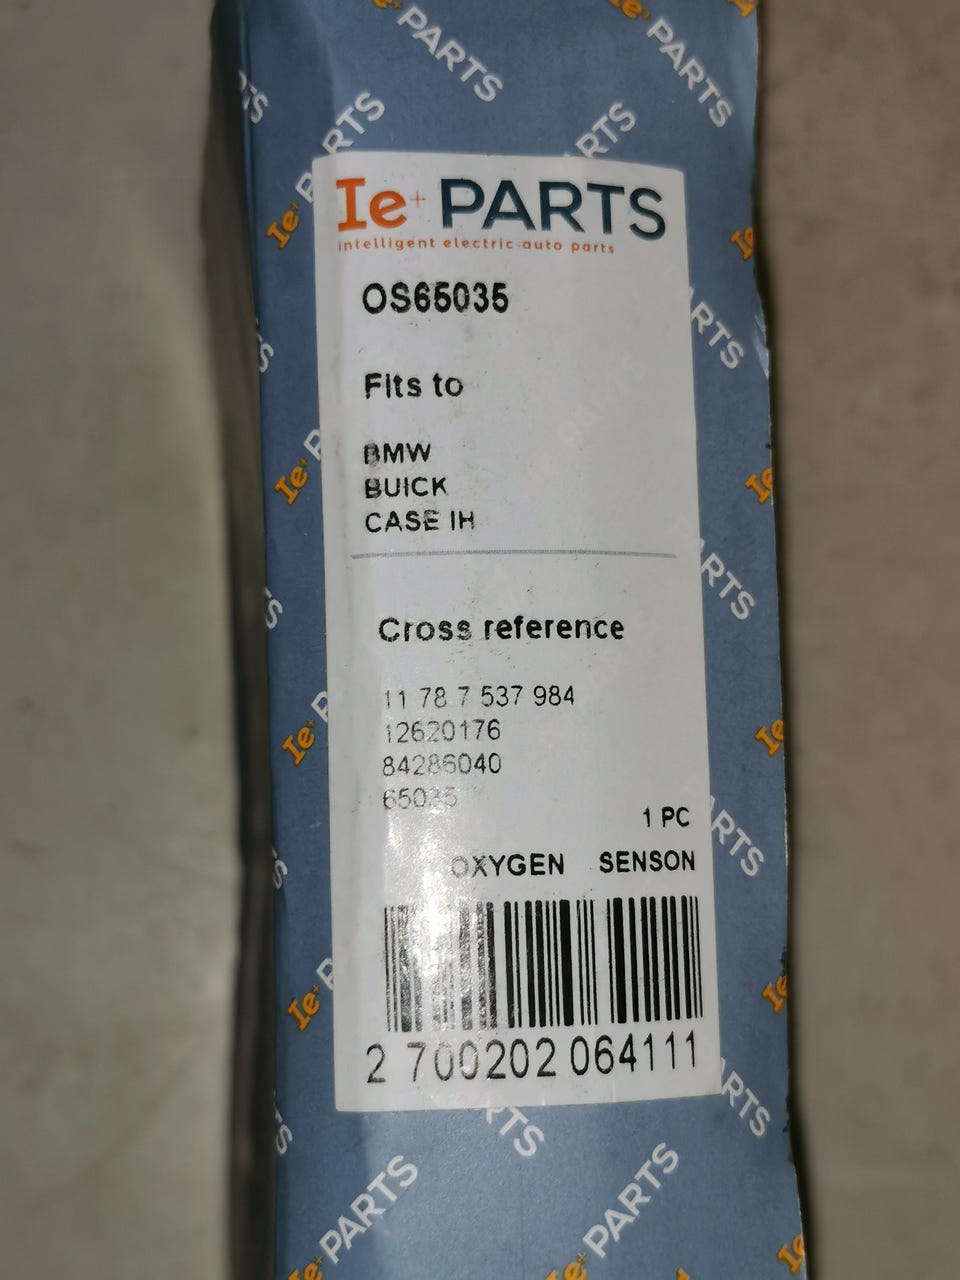 Ie+ PARTS
intelligent electric auto parts
OS65035
Fits to
BMW
BUICK
CASE IH
Cross reference
11 78 7 537 984
12620176
84286040
65035
1 PC
OXYGEN SENSON
2 700202 064111